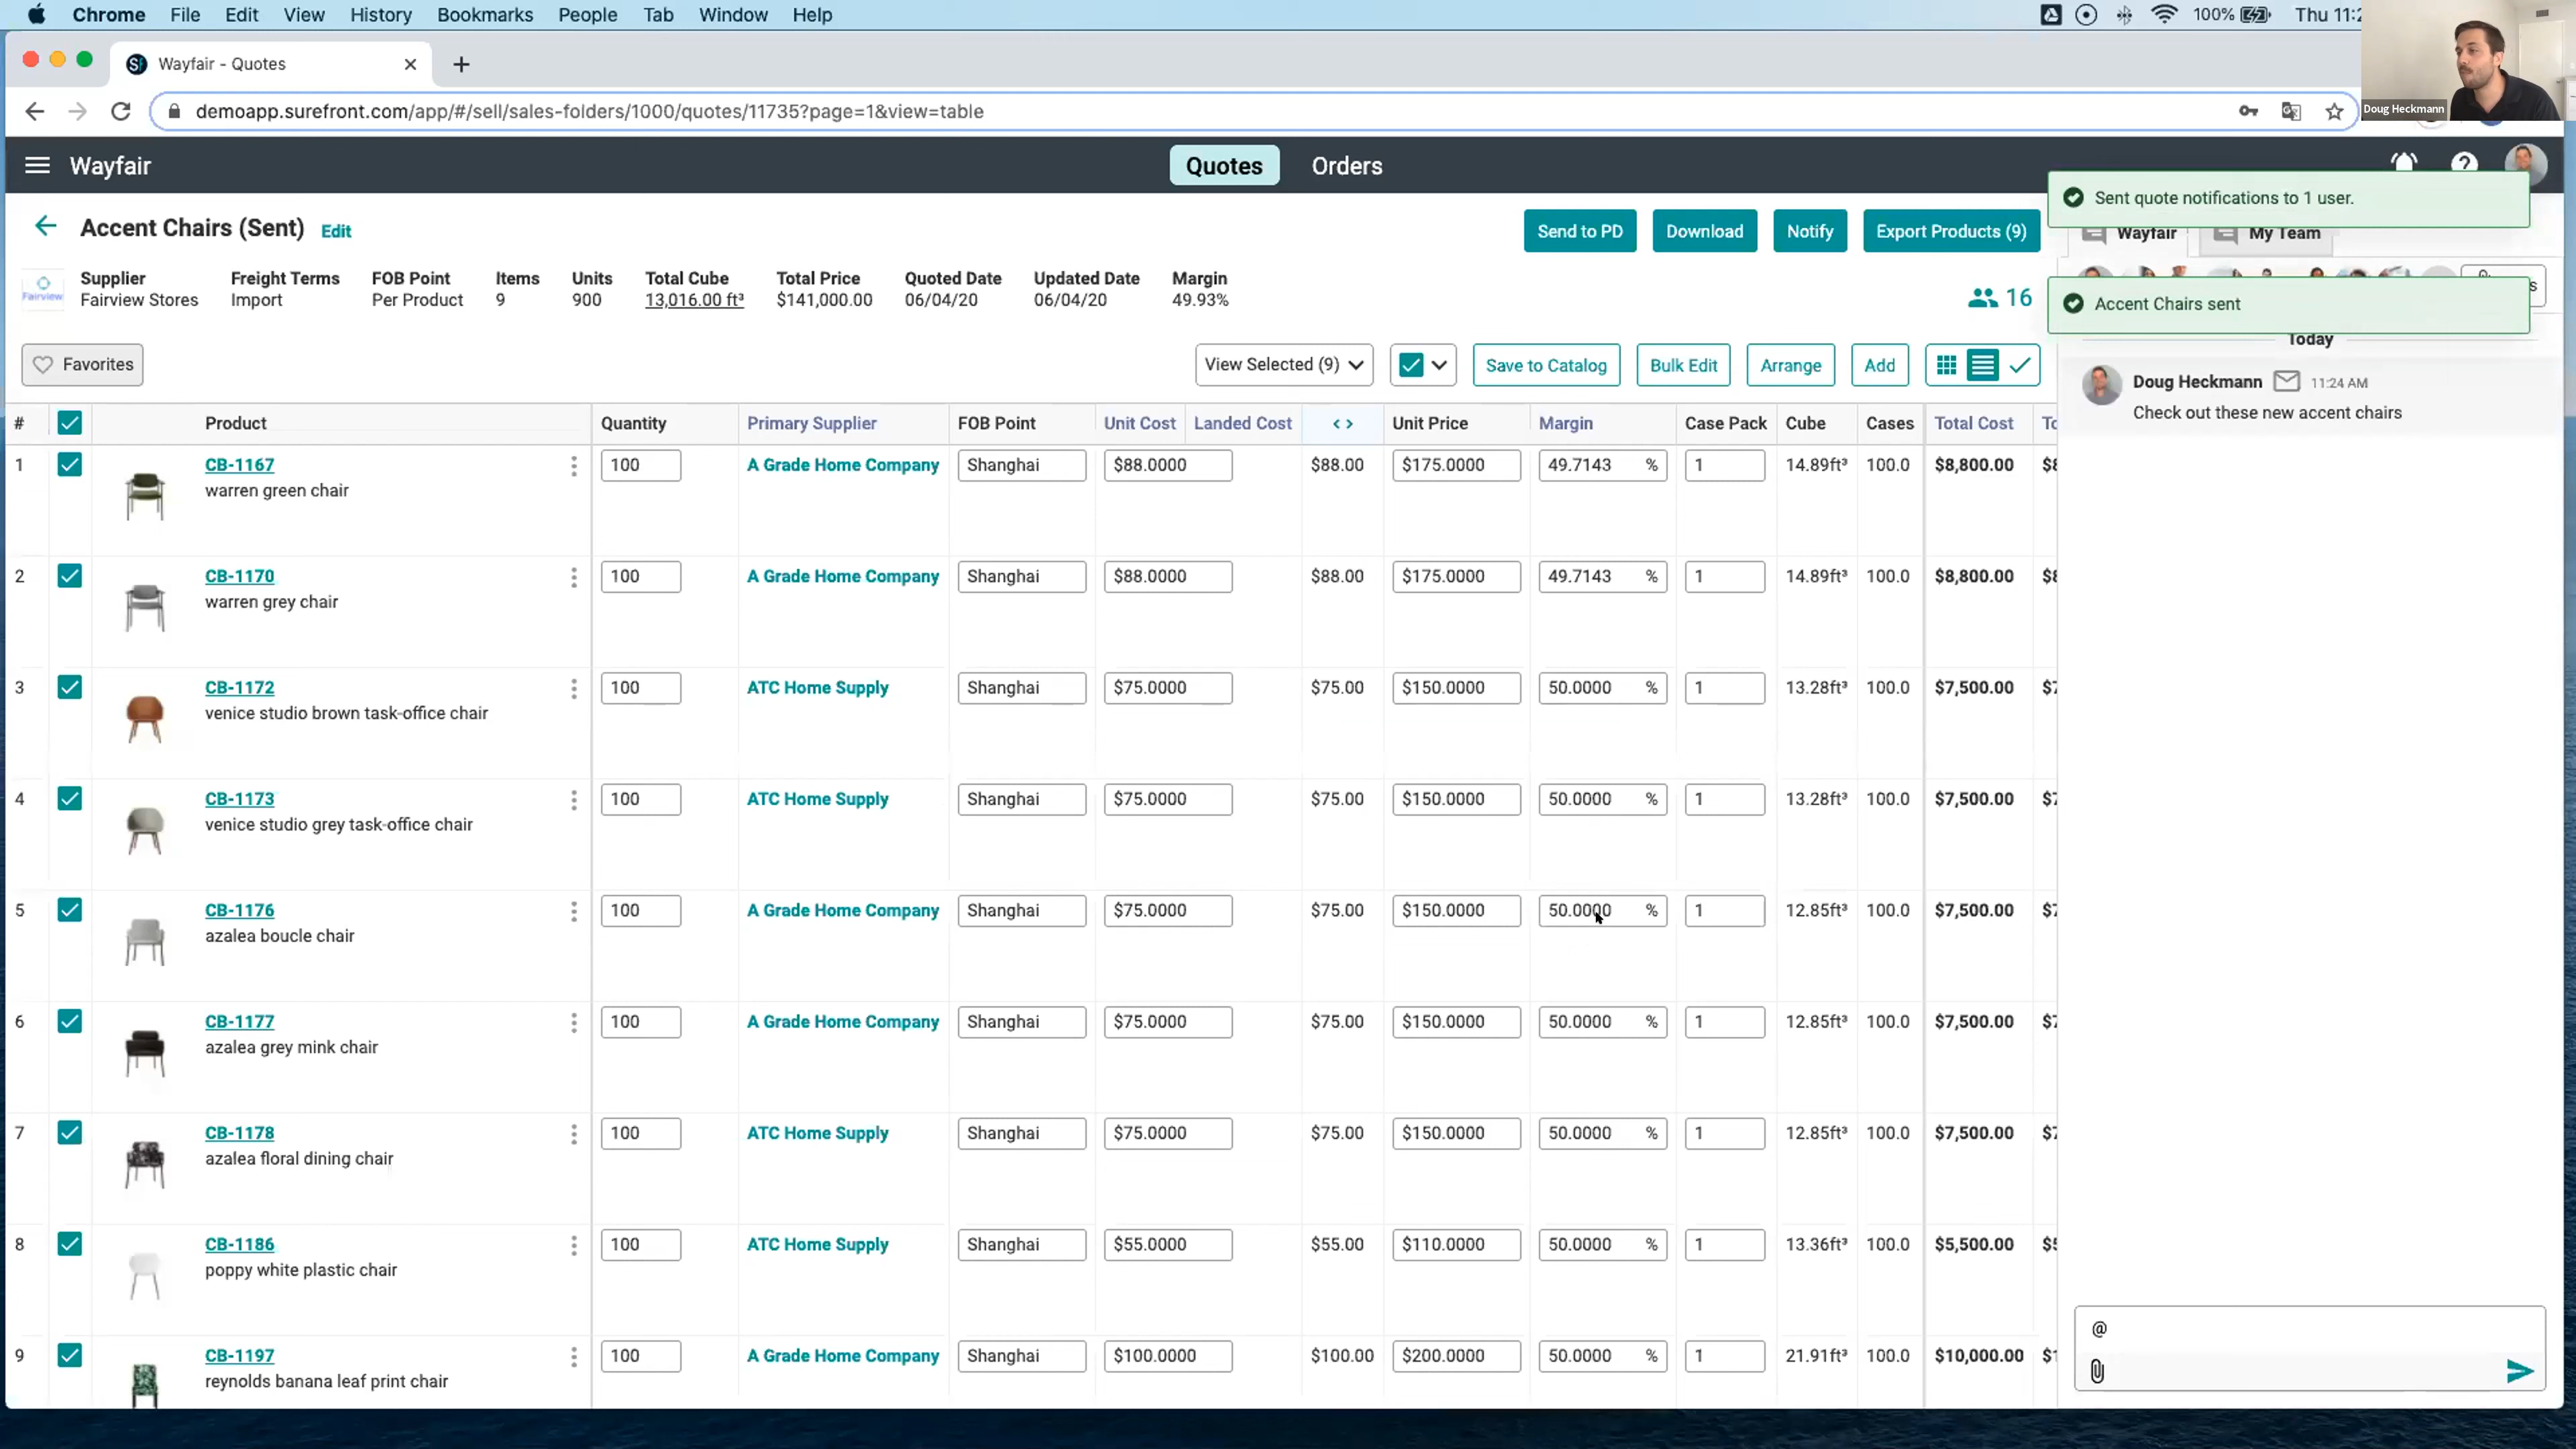 Chrome File Edit View History Bookmarks People Tab Window Help 100% Thu 11:2
Wayfair - Quotes
demoapp.surefront.com/app/#/sell/sales-folders/1000/quotes/11735?page=1&view=table
Doug Heckmann
Wayfair Quotes Orders
Sent quote notifications to 1 user.
Accent Chairs (Sent) Edit Send to PD Download Notify Export Products (9) Wayfair My Team
Supplier Freight Terms FOB Point Items Units Total Cube Total Price Quoted Date Updated Date Margin
Fairview Fairview Stores Import Per Product 9 900 13,016.00 ft³ $141,000.00 06/04/20 06/04/20 49.93% 16
Accent Chairs sent
Today
Favorites View Selected (9) Save to Catalog Bulk Edit Arrange Add
Doug Heckmann 11:24 AM
Check out these new accent chairs
# Product Quantity Primary Supplier FOB Point Unit Cost Landed Cost <> Unit Price Margin Case Pack Cube Cases Total Cost
1 CB-1167 100 A Grade Home Company Shanghai $88.0000 $88.00 $175.0000 49.7143 % 1 14.89ft³ 100.0 $8,800.00
warren green chair
2 CB-1170 100 A Grade Home Company Shanghai $88.0000 $88.00 $175.0000 49.7143 % 1 14.89ft³ 100.0 $8,800.00
warren grey chair
3 CB-1172 100 ATC Home Supply Shanghai $75.0000 $75.00 $150.0000 50.0000 % 1 13.28ft³ 100.0 $7,500.00
venice studio brown task-office chair
4 CB-1173 100 ATC Home Supply Shanghai $75.0000 $75.00 $150.0000 50.0000 % 1 13.28ft³ 100.0 $7,500.00
venice studio grey task-office chair
5 CB-1176 100 A Grade Home Company Shanghai $75.0000 $75.00 $150.0000 50.0000 % 1 12.85ft³ 100.0 $7,500.00
azalea boucle chair
6 CB-1177 100 A Grade Home Company Shanghai $75.0000 $75.00 $150.0000 50.0000 % 1 12.85ft³ 100.0 $7,500.00
azalea grey mink chair
7 CB-1178 100 ATC Home Supply Shanghai $75.0000 $75.00 $150.0000 50.0000 % 1 12.85ft³ 100.0 $7,500.00
azalea floral dining chair
8 CB-1186 100 ATC Home Supply Shanghai $55.0000 $55.00 $110.0000 50.0000 % 1 13.36ft³ 100.0 $5,500.00
poppy white plastic chair
@
9 CB-1197 100 A Grade Home Company Shanghai $100.0000 $100.00 $200.0000 50.0000 % 1 21.91ft³ 100.0 $10,000.00
reynolds banana leaf print chair